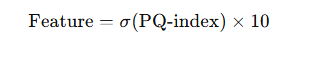 Feature = σ(PQ-index) × 10